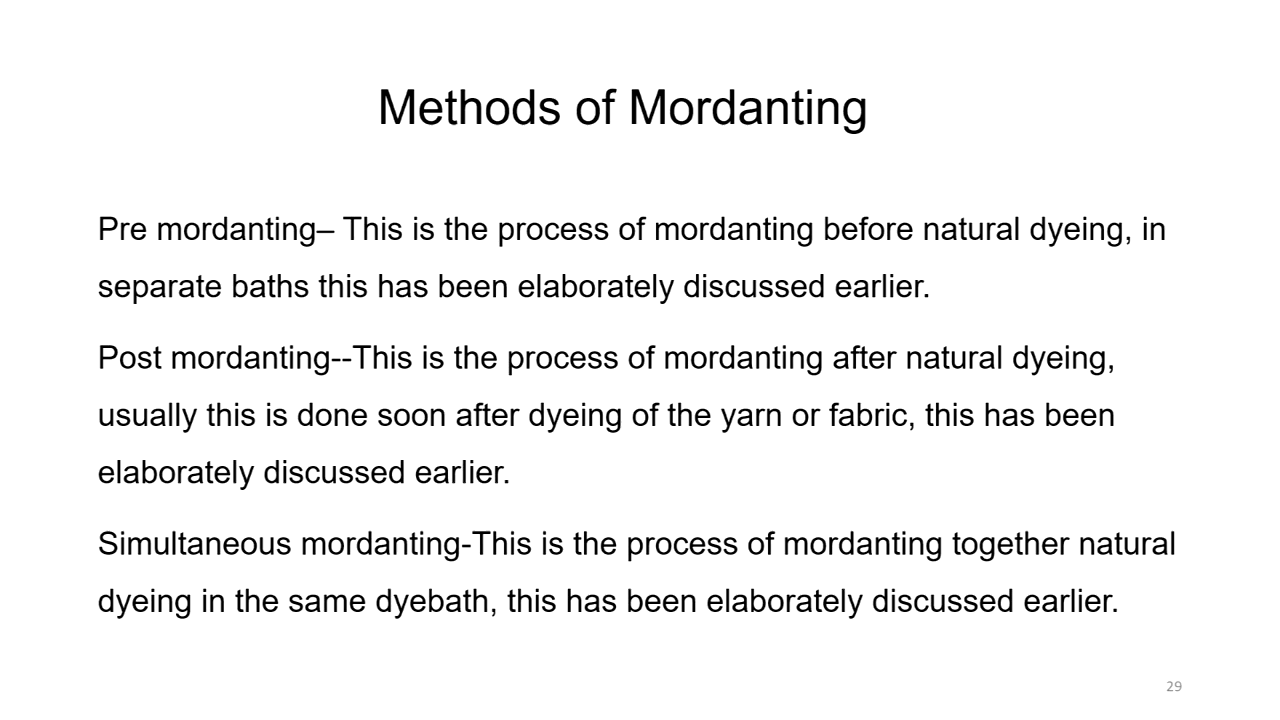 Methods of Mordanting
Pre mordanting– This is the process of mordanting before natural dyeing, in
separate baths this has been elaborately discussed earlier.
Post mordanting--This is the process of mordanting after natural dyeing,
usually this is done soon after dyeing of the yarn or fabric, this has been
elaborately discussed earlier.
Simultaneous mordanting-This is the process of mordanting together natural
dyeing in the same dyebath, this has been elaborately discussed earlier.
29